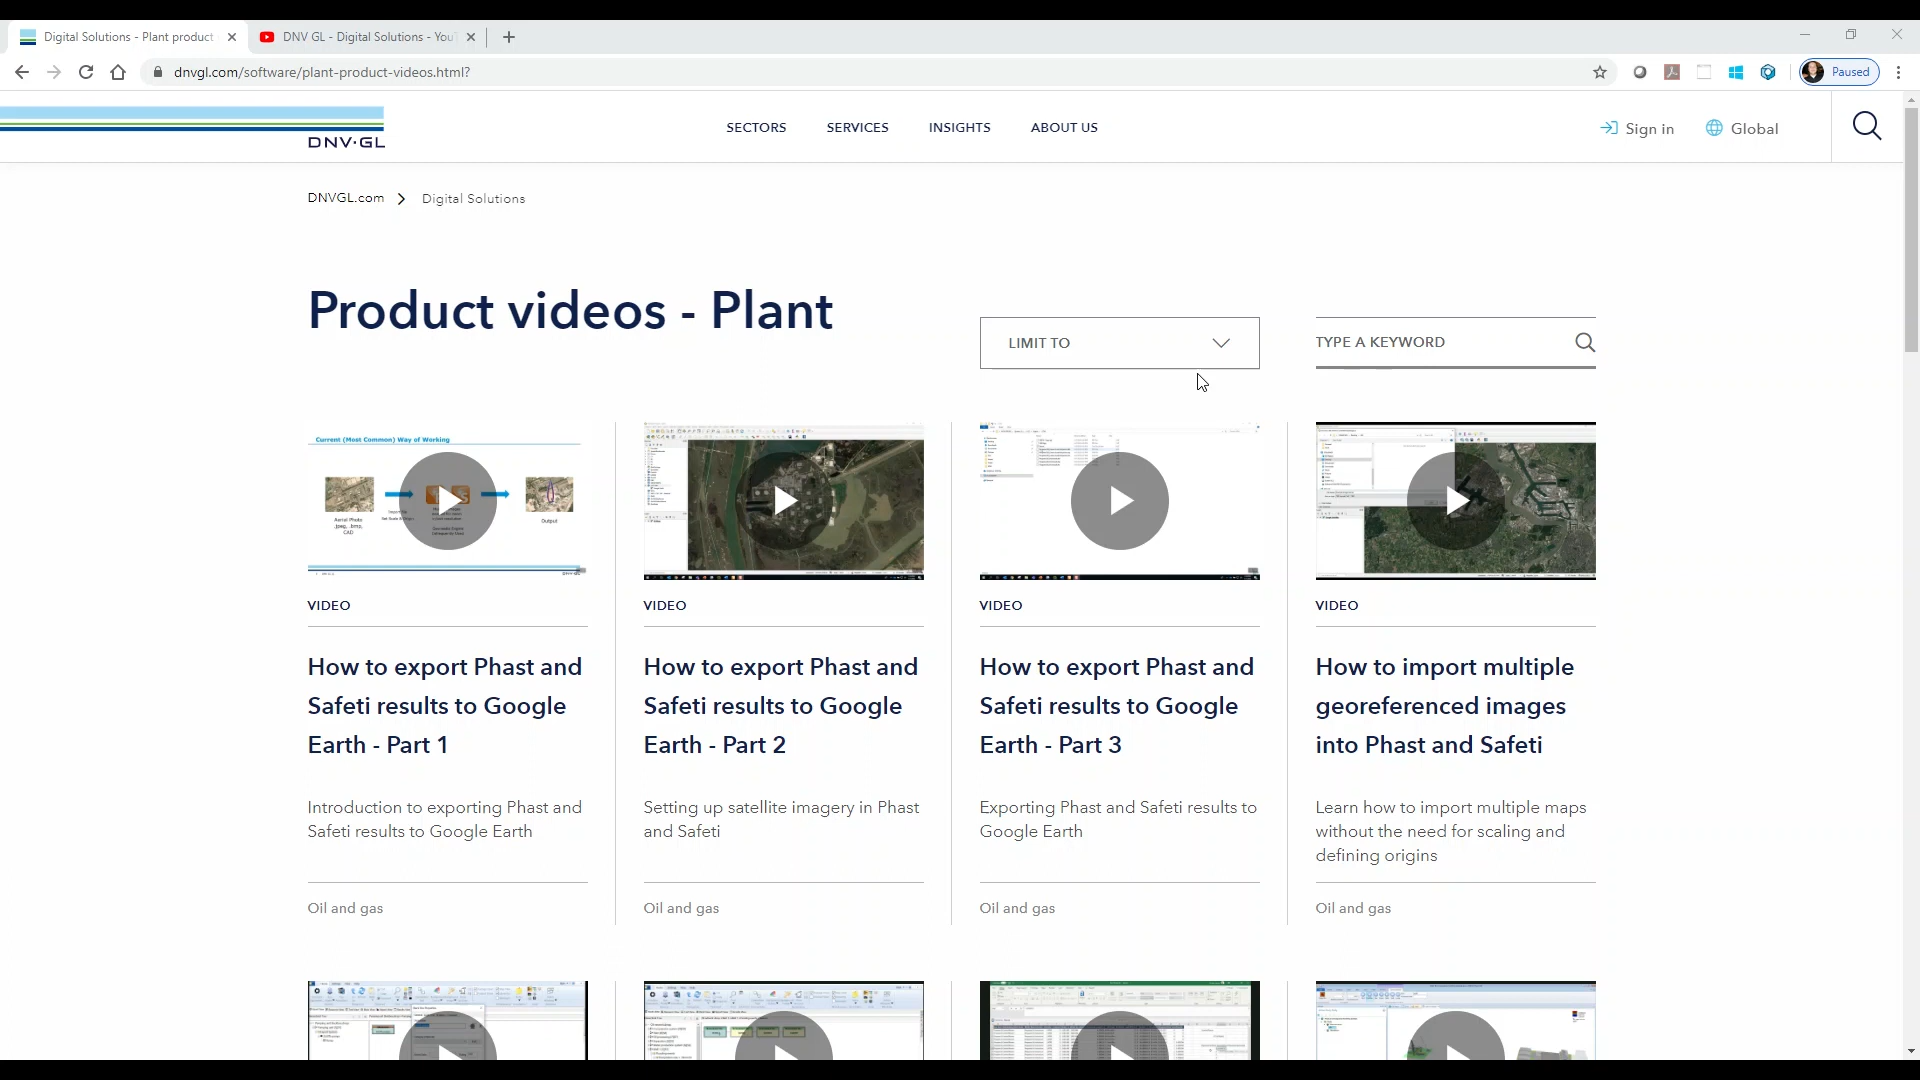 Digital Solutions - Plant product
DNV GL - Digital Solutions - You
dnvgl.com/software/plant-product-videos.html?
Paused
DNV·GL
SECTORS
SERVICES
INSIGHTS
ABOUT US
Sign in
Global
DNVGL.com
Digital Solutions
Product videos - Plant
LIMIT TO
TYPE A KEYWORD
Current (Most Common) Way of Working
Aerial Photo
.jpeg, .bmp,
CAD
Output
VIDEO
How to export Phast and
Safeti results to Google
Earth - Part 1
Introduction to exporting Phast and
Safeti results to Google Earth
Oil and gas
VIDEO
How to export Phast and
Safeti results to Google
Earth - Part 2
Setting up satellite imagery in Phast
and Safeti
Oil and gas
VIDEO
How to export Phast and
Safeti results to Google
Earth - Part 3
Exporting Phast and Safeti results to
Google Earth
Oil and gas
VIDEO
How to import multiple
georeferenced images
into Phast and Safeti
Learn how to import multiple maps
without the need for scaling and
defining origins
Oil and gas